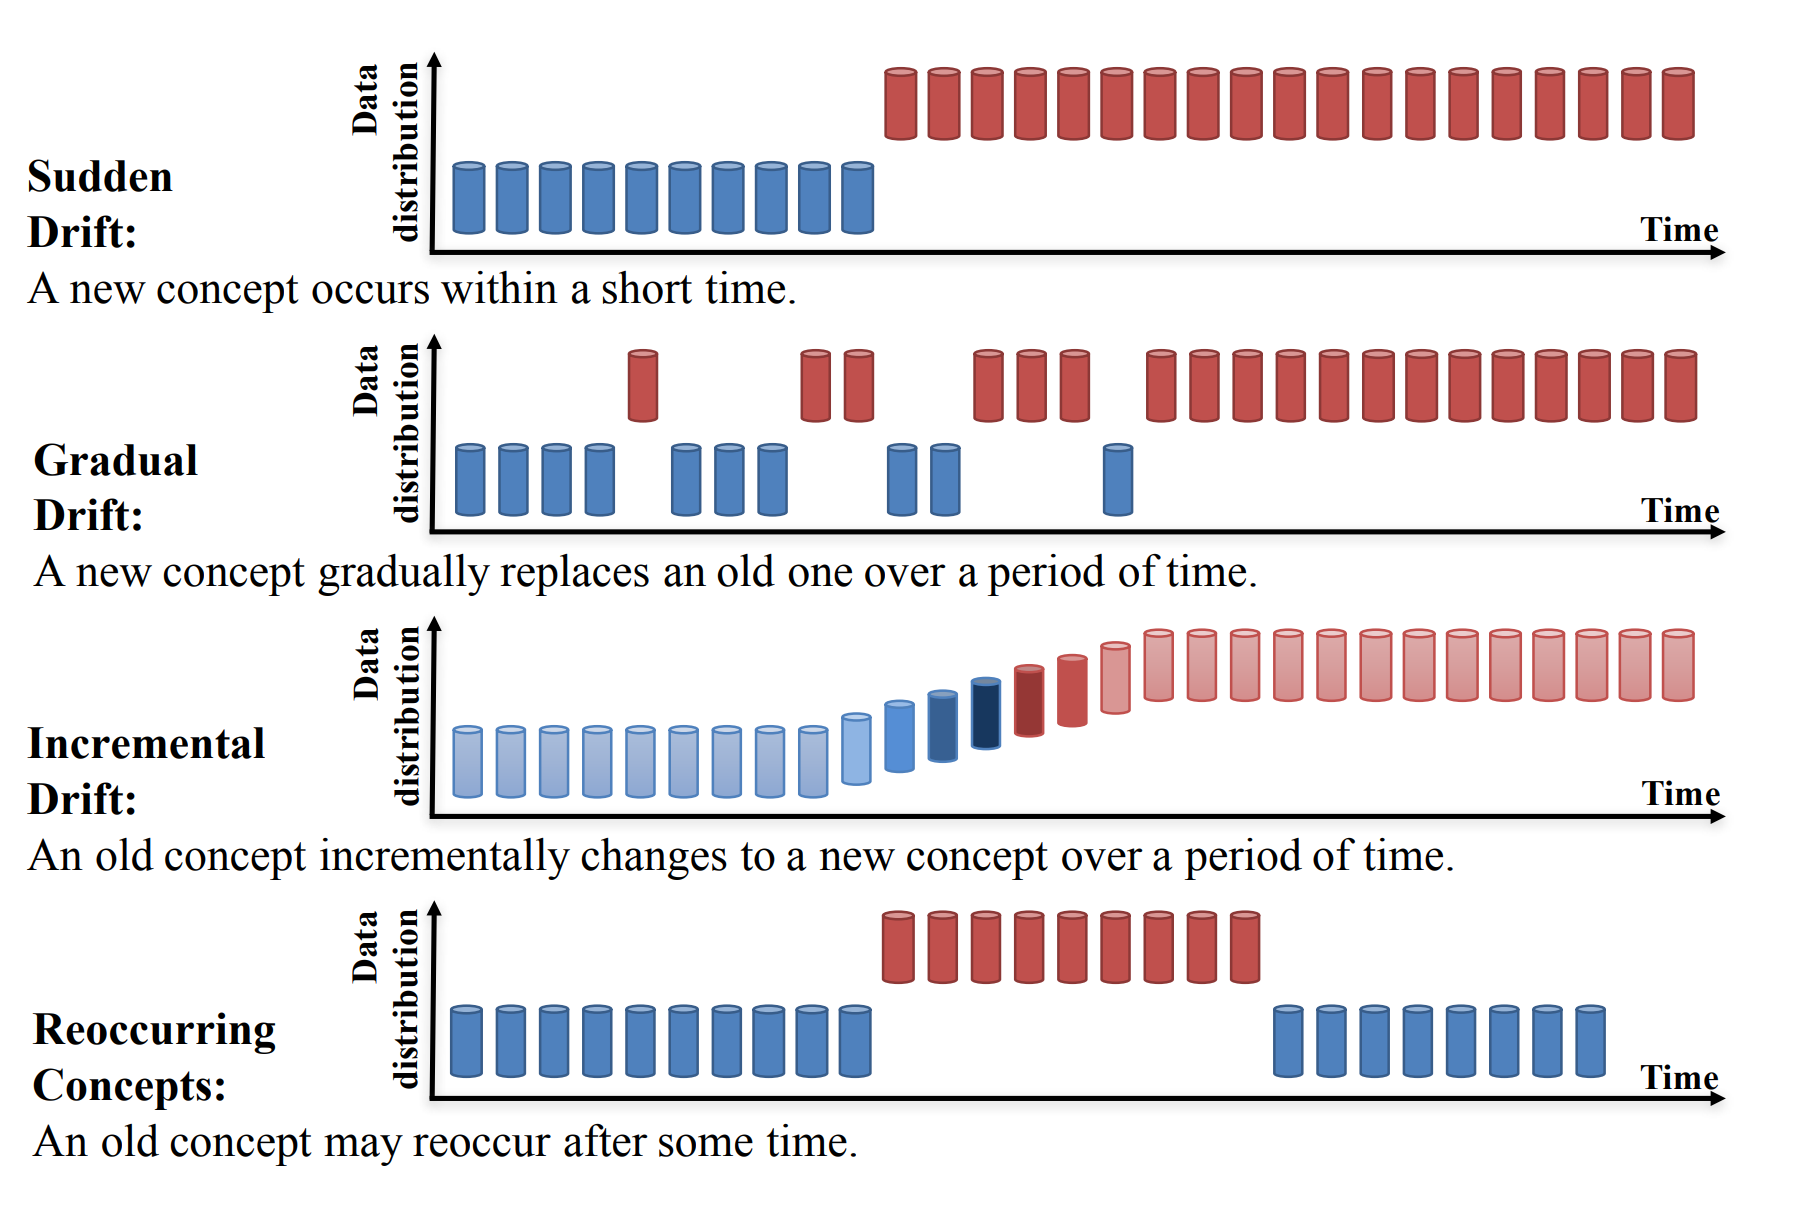 Data
distribution
Sudden
Drift:
Time
A new concept occurs within a short time.
Data
distribution
Gradual
Drift:
Time
A new concept gradually replaces an old one over a period of time.
Data
distribution
Incremental
Drift:
Time
An old concept incrementally changes to a new concept over a period of time.
Data
distribution
Reoccurring
Concepts:
Time
An old concept may reoccur after some time.